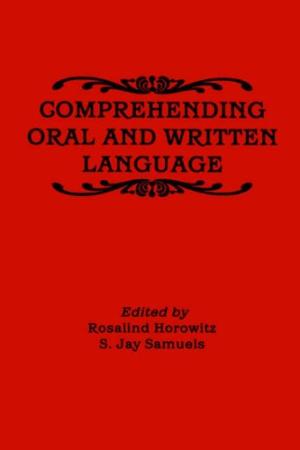 COMPREHENDING
ORAL AND WRITTEN
LANGUAGE
Edited by
Rosalind Horowitz
S. Jay Samuels